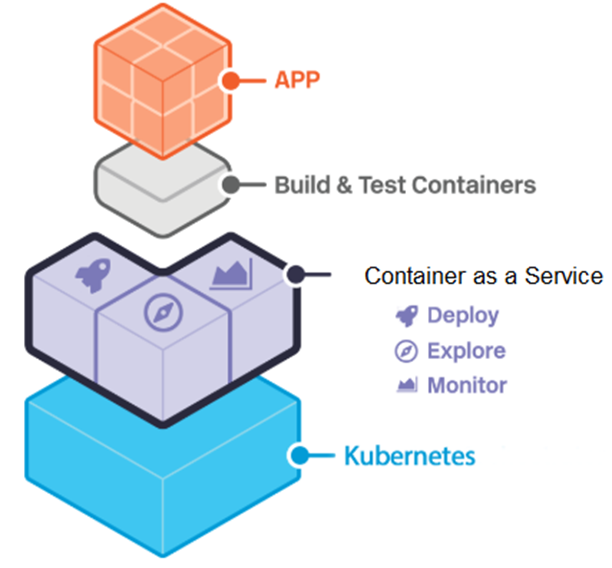 APP
Build & Test Containers
Container as a Service
Deploy
Explore
Monitor
Kubernetes